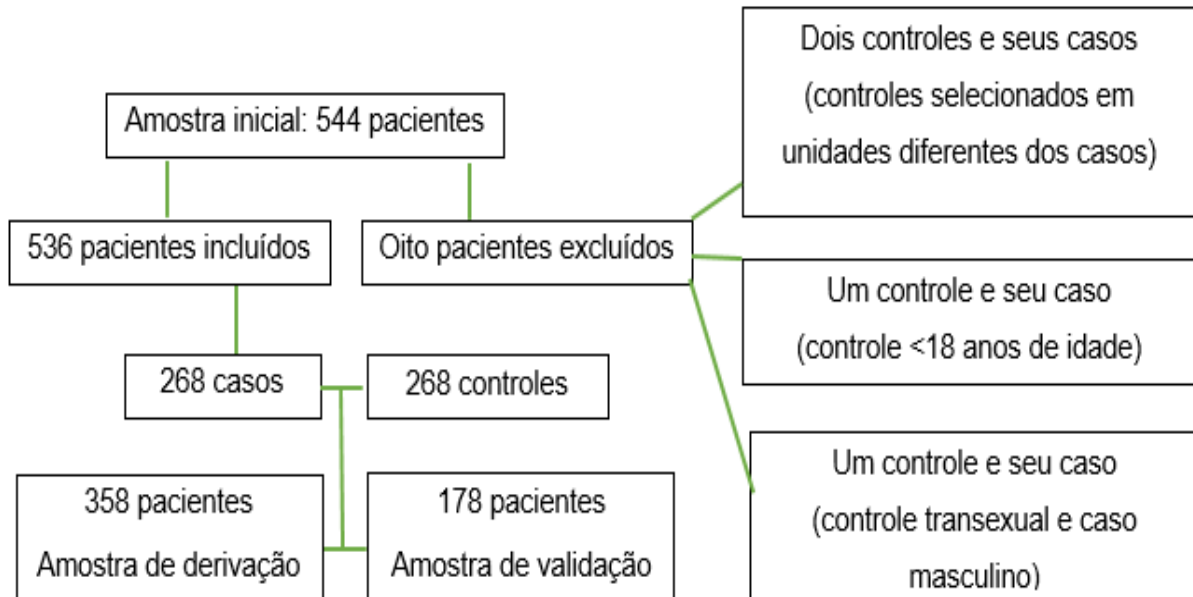 Amostra inicial: 544 pacientes
536 pacientes incluídos
Oito pacientes excluídos
Dois controles e seus casos
(controles selecionados em
unidades diferentes dos casos)
Um controle e seu caso
(controle <18 anos de idade)
Um controle e seu caso
(controle transexual e caso
masculino)
268 casos
268 controles
358 pacientes
Amostra de derivação
178 pacientes
Amostra de validação